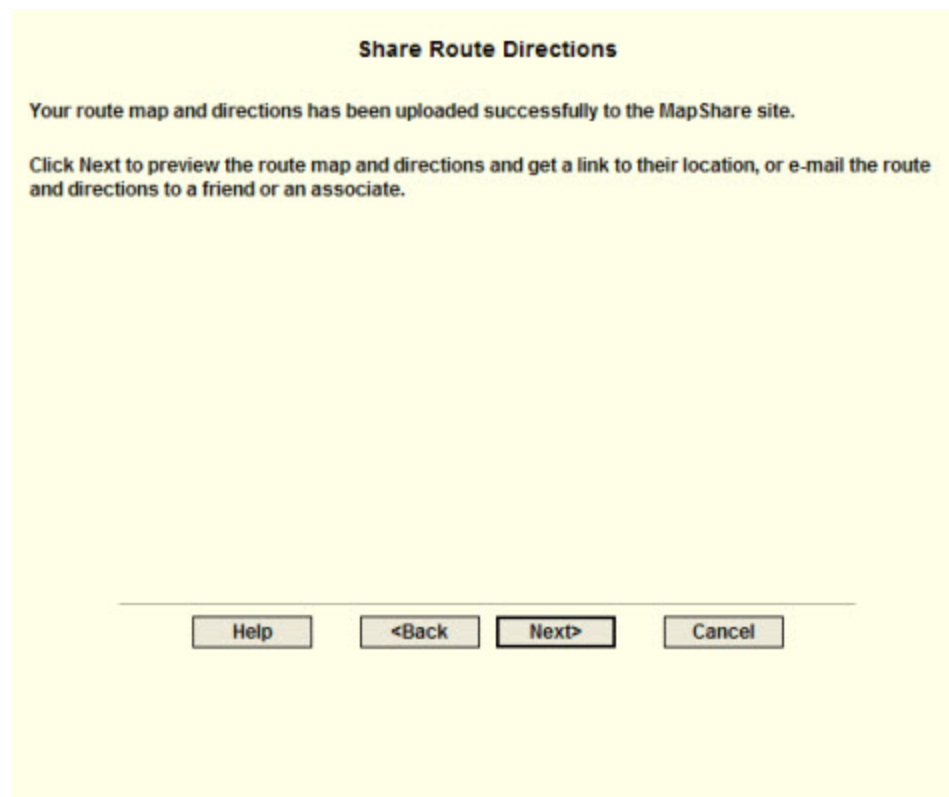 Share Route Directions
Your route map and directions has been uploaded successfully to the MapShare site.
Click Next to preview the route map and directions and get a link to their location, or e-mail the route
and directions to a friend or an associate.
Help <Back Next> Cancel